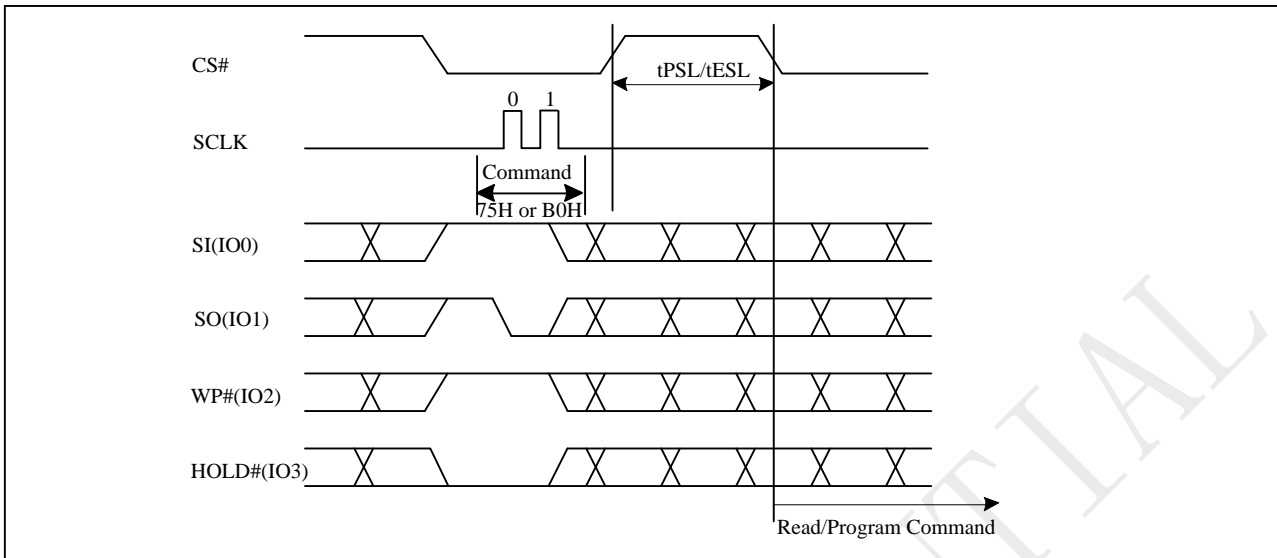 CS#
tPSL/tESL
0 1
SCLK
Command
75H or B0H
SI(IO0)
SO(IO1)
WP#(IO2)
HOLD#(IO3)
Read/Program Command
TIAL